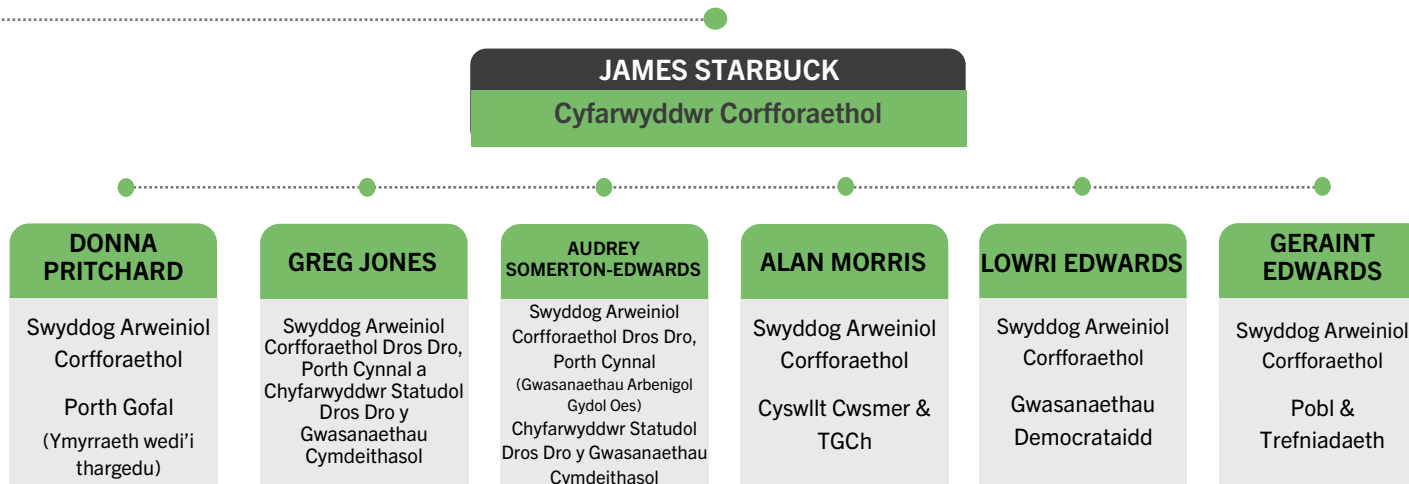 JAMES STARBUCK
Cyfarwyddwr Corfforaethol
DONNA
PRITCHARD
Swyddog Arweiniol
Corfforaethol
Porth Gofal
(Ymyrraeth wedi'i
thargedu)
GREG JONES
Swyddog Arweiniol
Corfforaethol Dros Dro,
Porth Cynnal a
Chyfarwyddwr Statudol
Dros Dro y
Gwasanaethau
Cymdeithasol
AUDREY
SOMERTON-EDWARDS
Swyddog Arweiniol
Corfforaethol Dros Dro,
Porth Cynnal
(Gwasanaethau Arbenigol
Gydol Oes)
Chyfarwyddwr Statudol
Dros Dro y Gwasanaethau
Cymdeithasol
ALAN MORRIS
Swyddog Arweiniol
Corfforaethol
Cyswllt Cwsmer &
TGCh
LOWRI EDWARDS
Swyddog Arweiniol
Corfforaethol
Gwasanaethau
Democrataidd
GERAINT
EDWARDS
Swyddog Arweiniol
Corfforaethol
Pobl &
Trefniadaeth